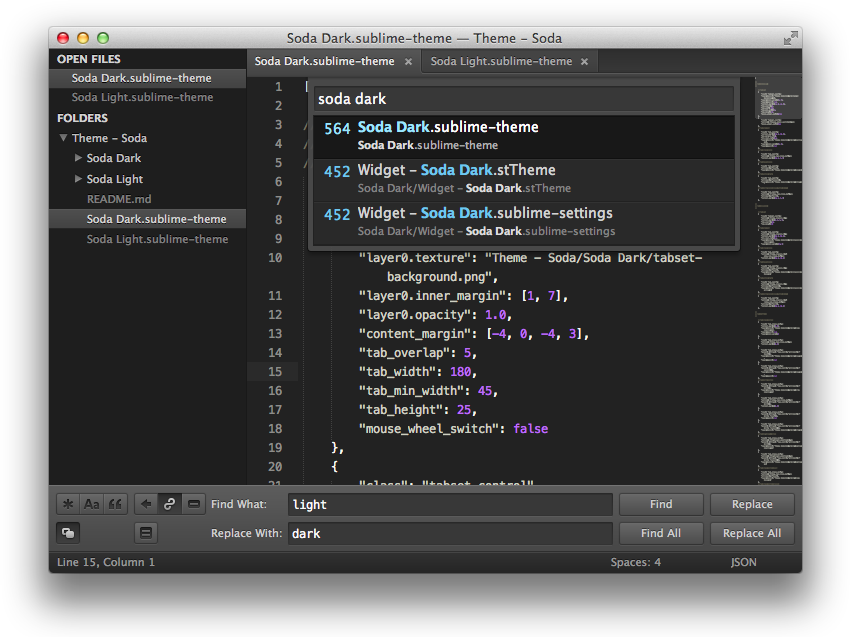 Soda Dark.sublime-theme — Theme - Soda
OPEN FILES
Soda Dark.sublime-theme
Soda Light.sublime-theme
FOLDERS
Theme - Soda
Soda Dark
Soda Light
README.md
Soda Dark.sublime-theme
Soda Light.sublime-theme
Soda Dark.sublime-theme ×
Soda Light.sublime-theme ×
soda dark
564 Soda Dark.sublime-theme
Soda Dark.sublime-theme
452 Widget - Soda Dark.stTheme
Soda Dark/Widget - Soda Dark.stTheme
452 Widget - Soda Dark.sublime-settings
Soda Dark/Widget - Soda Dark.sublime-settings
1 [
2
3 /
4 /
5 /
6
7
8
9
10 "layer0.texture": "Theme - Soda/Soda Dark/tabset-
background.png",
11 "layer0.inner_margin": [1, 7],
12 "layer0.opacity": 1.0,
13 "content_margin": [-4, 0, -4, 3],
14 "tab_overlap": 5,
15 "tab_width": 180,
16 "tab_min_width": 45,
17 "tab_height": 25,
18 "mouse_wheel_switch": false
19 },
20 {
21 "class": "tabset_control",
Aa Find What: light Find Replace
Replace With: dark Find All Replace All
Line 15, Column 1 Spaces: 4 JSON